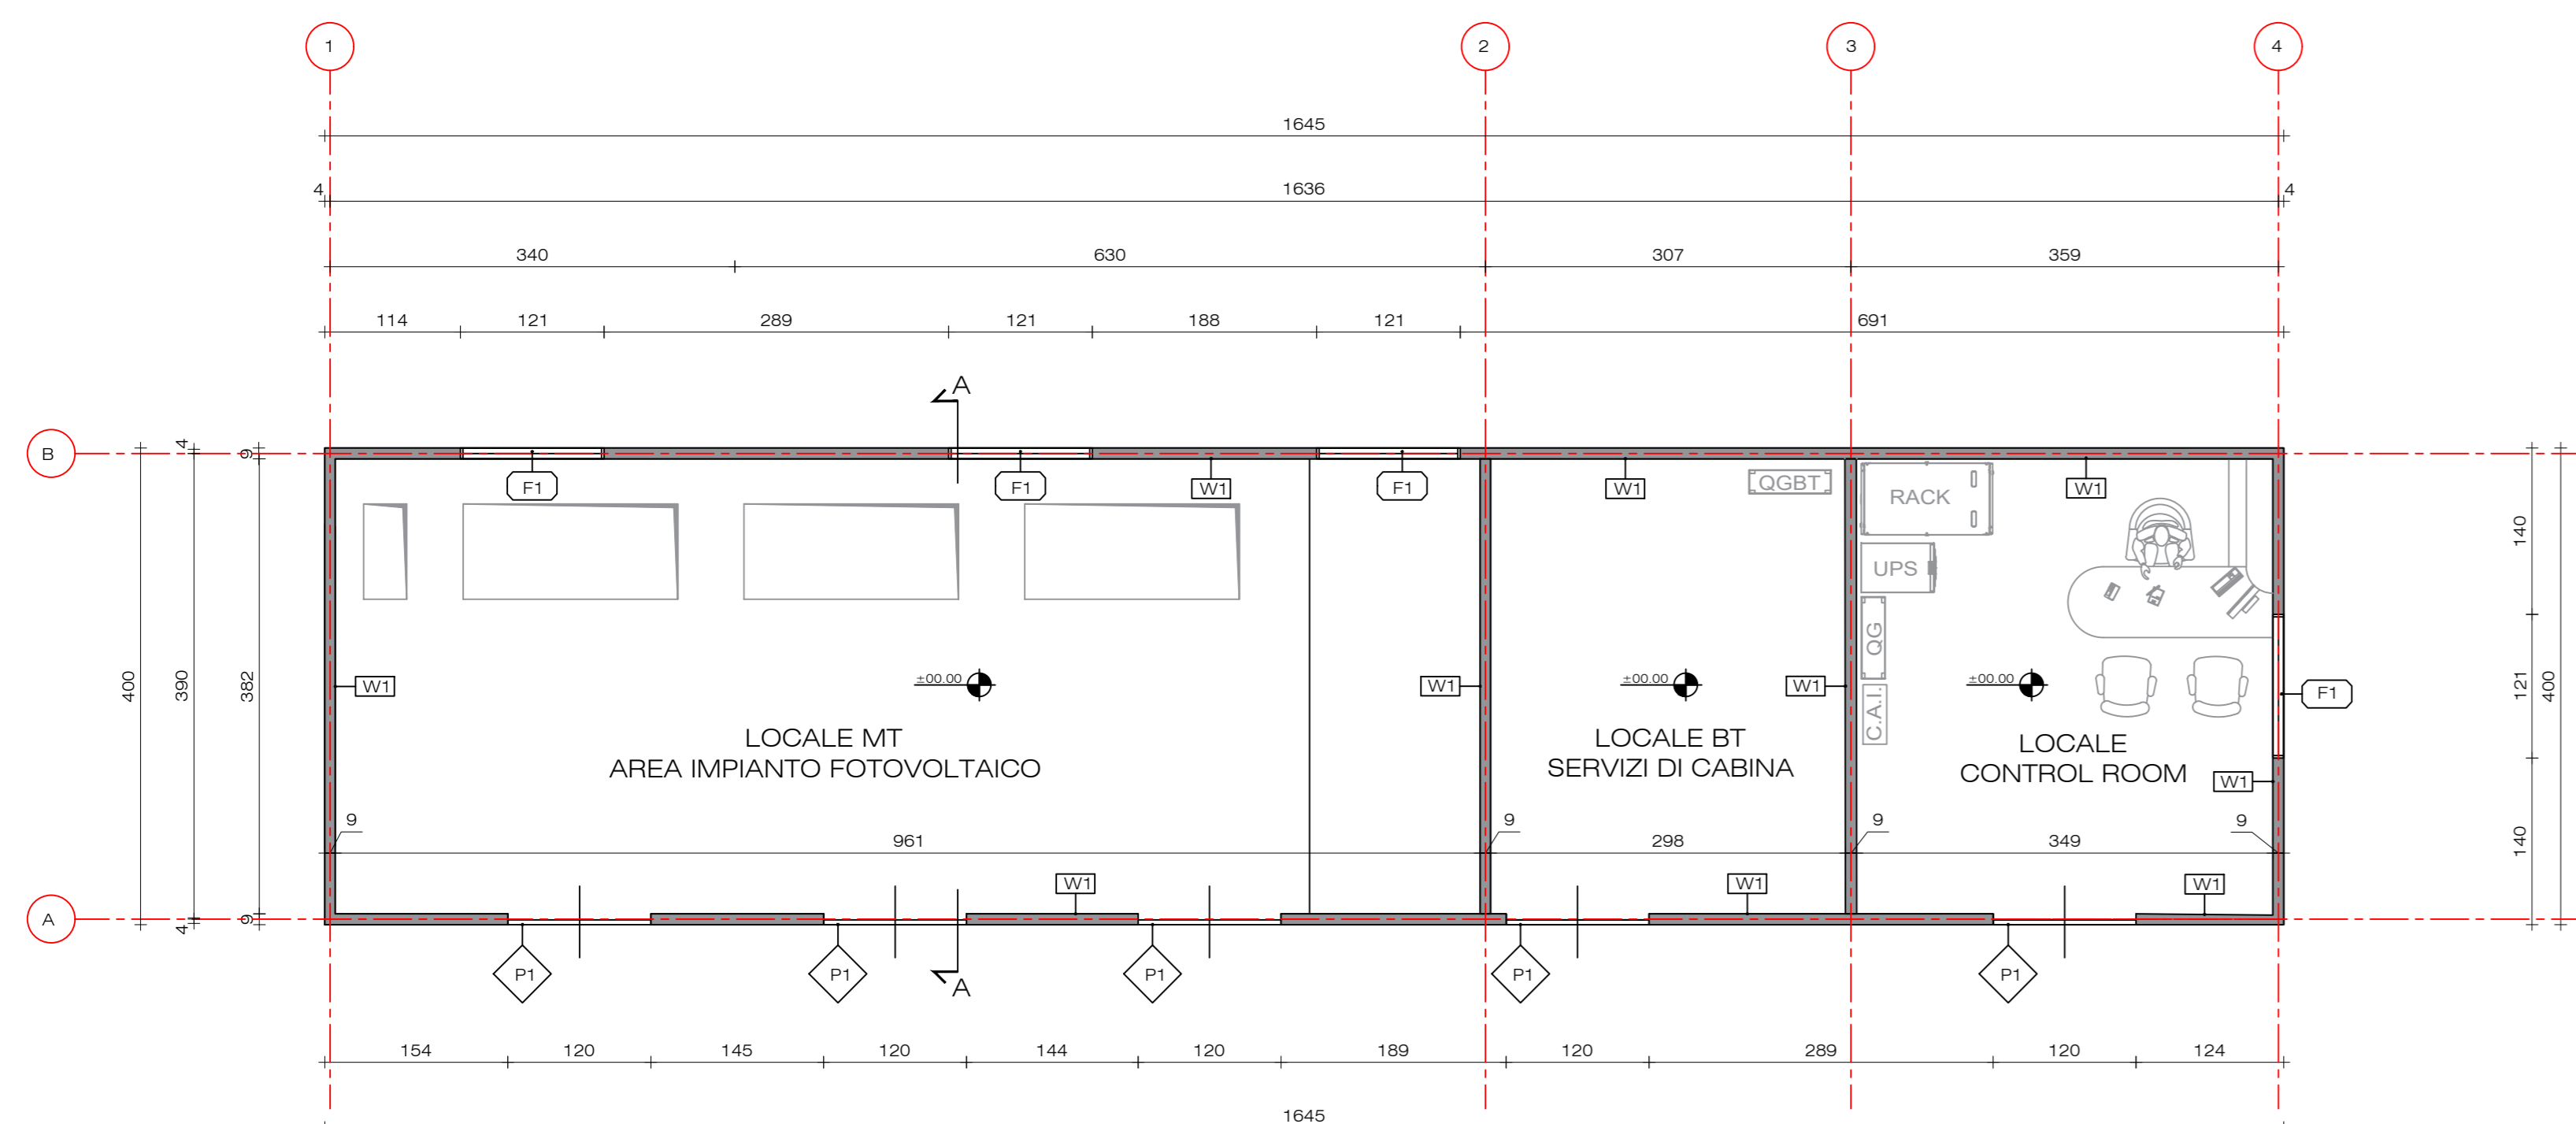 1 2 3 4
1645
4 1636 4
340 630 307 359
114 121 289 121 188 121 691
A
B
4
9
F1 F1 W1 F1 W1 QGBT RACK W1
UPS
140
QG
400 390 382
±00.00 ±00.00 ±00.00
W1 W1 W1 121 400 F1
C.A.I.
LOCALE MT
AREA IMPIANTO FOTOVOLTAICO
LOCALE BT
SERVIZI DI CABINA
LOCALE
CONTROL ROOM
W1
9 9 9 9
961 298 349
140
W1 W1 W1
A
4
9
P1 P1 P1 P1 P1
A
154 120 145 120 144 120 189 120 289 120 124
1645